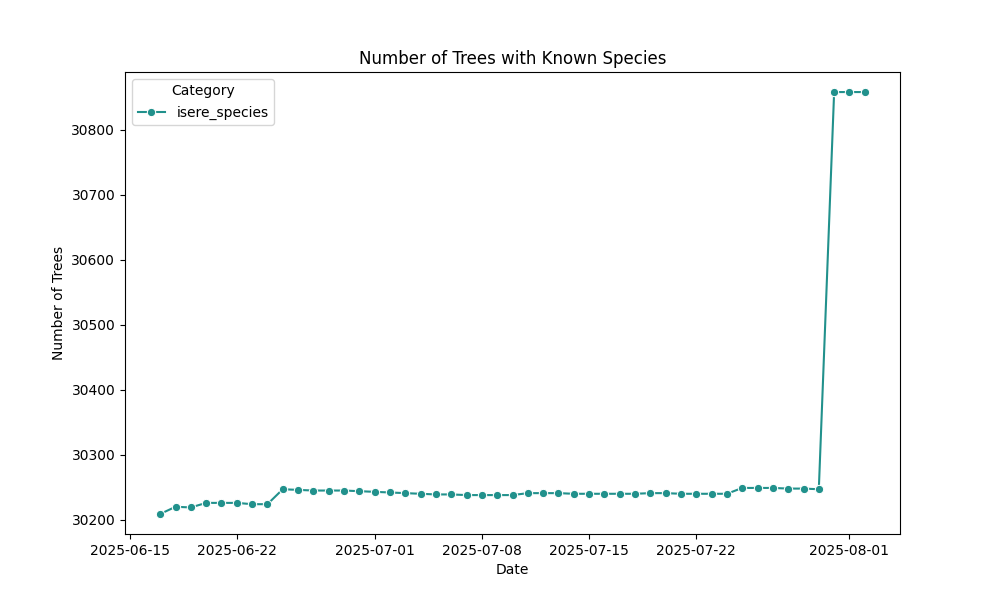 Number of Trees with Known Species
Category
isere_species
Number of Trees
30800
30700
30600
30500
30400
30300
30200
2025-06-15
2025-06-22
2025-07-01
2025-07-08
2025-07-15
2025-07-22
2025-08-01
Date